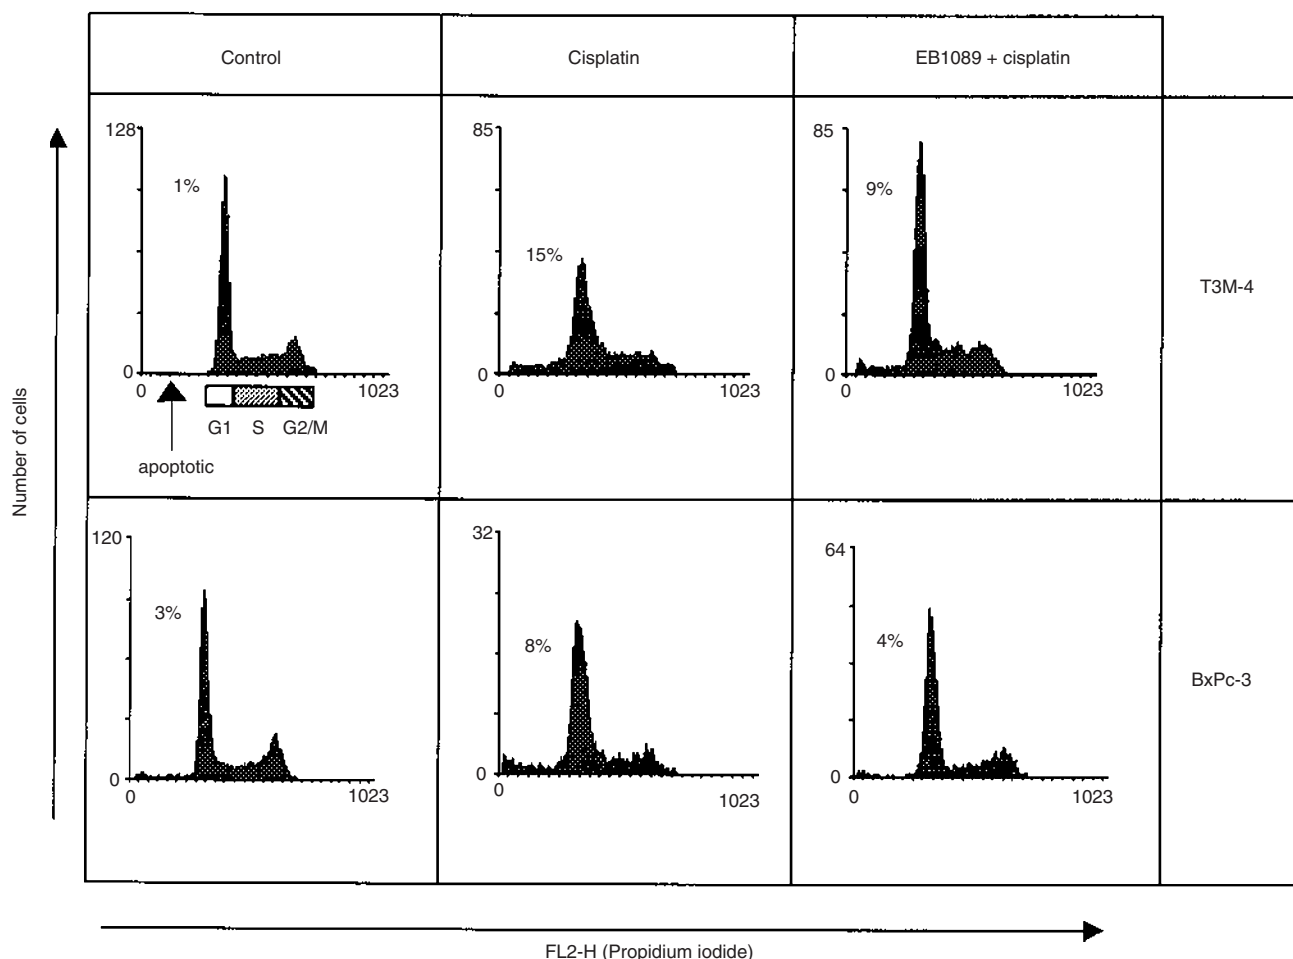 Control
Cisplatin
EB1089 + cisplatin
128
1%
0
0
1023
G1
S
G2/M
apoptotic
85
15%
0
0
1023
85
9%
0
0
1023
T3M-4
120
3%
0
0
1023
32
8%
0
0
1023
64
4%
0
0
1023
BxPc-3
Number of cells
FL2-H (Propidium iodide)